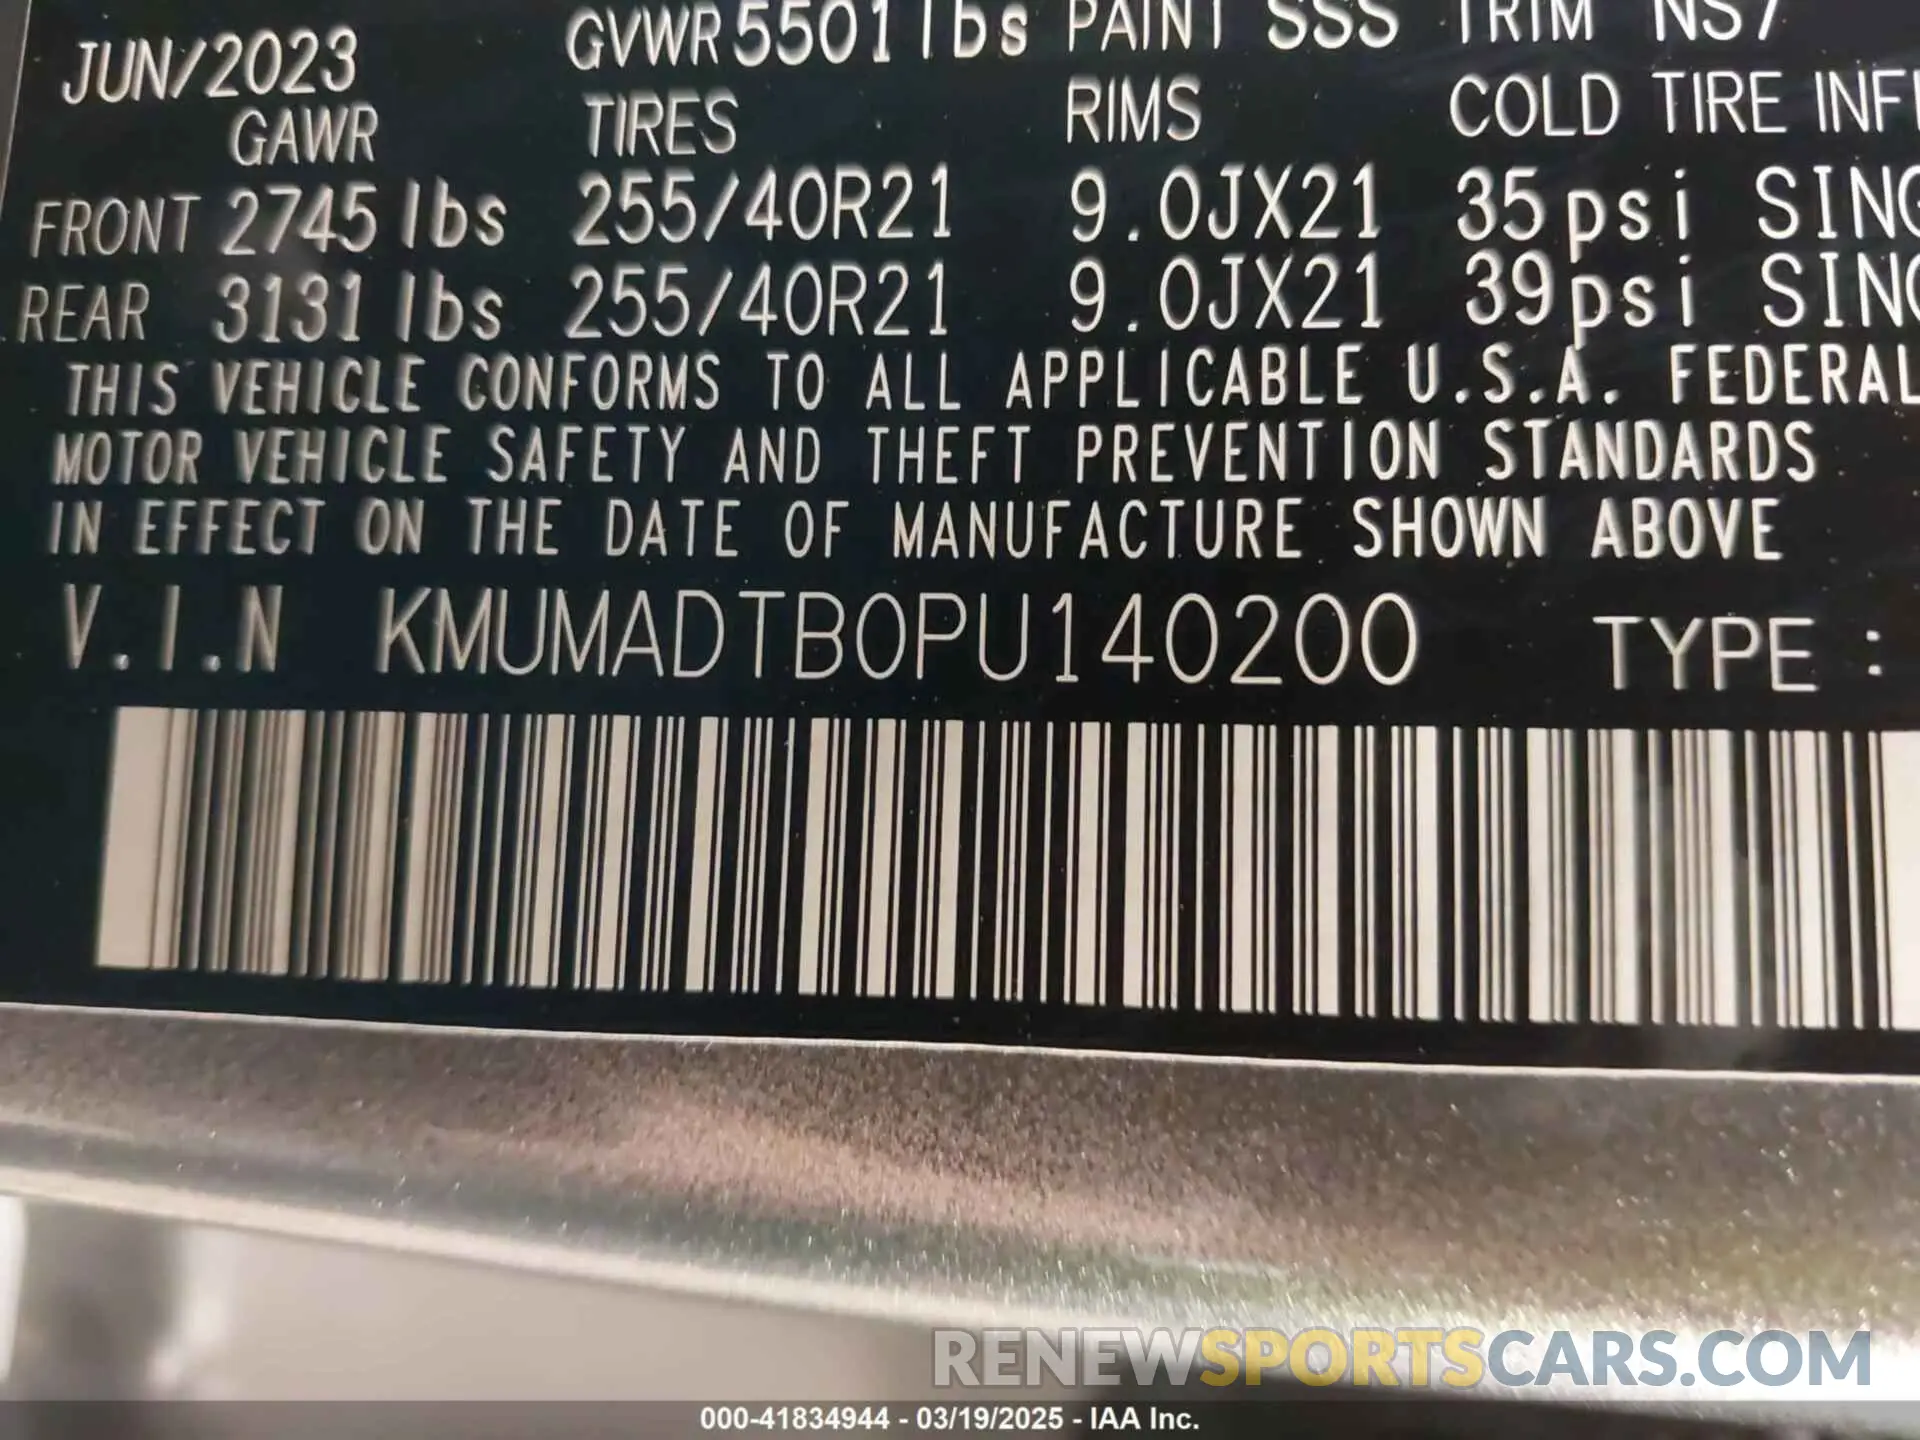 JUN/2023 GVWR 5501 lbs PAINT SSS TRIM NS7
GAWR TIRES RIMS COLD TIRE INFL
FRONT 2745 lbs 255/40R21 9.0JX21 35psi SING
REAR 3131 lbs 255/40R21 9.0JX21 39psi SING
THIS VEHICLE CONFORMS TO ALL APPLICABLE U.S.A. FEDERAL
MOTOR VEHICLE SAFETY AND THEFT PREVENTION STANDARDS
IN EFFECT ON THE DATE OF MANUFACTURE SHOWN ABOVE
V.I.N KMUMADTB0PU140200 TYPE :
RENEWSPORTSCARS.COM
000-41834944 - 03/19/2025 - IAA Inc.